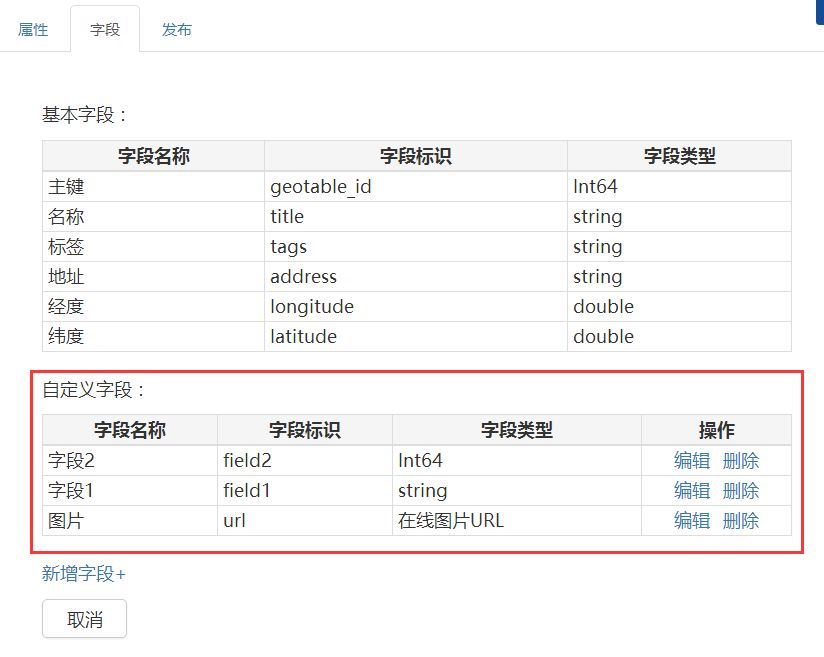 属性 字段 发布
基本字段：
字段名称 字段标识 字段类型
主键 geotable_id Int64
名称 title string
标签 tags string
地址 address string
经度 longitude double
纬度 latitude double
自定义字段：
字段名称 字段标识 字段类型 操作
字段2 field2 Int64 编辑 删除
字段1 field1 string 编辑 删除
图片 url 在线图片URL 编辑 删除
新增字段+
取消